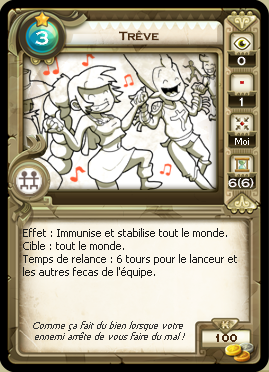 3
TRÊVE
0
1
Moi
6(6)
Effet : Immunise et stabilise tout le monde.
Cible : tout le monde.
Temps de relance : 6 tours pour le lanceur et
les autres fecas de l'équipe.
Comme ça fait du bien lorsque votre
ennemi arrête de vous faire du mal !
K
100